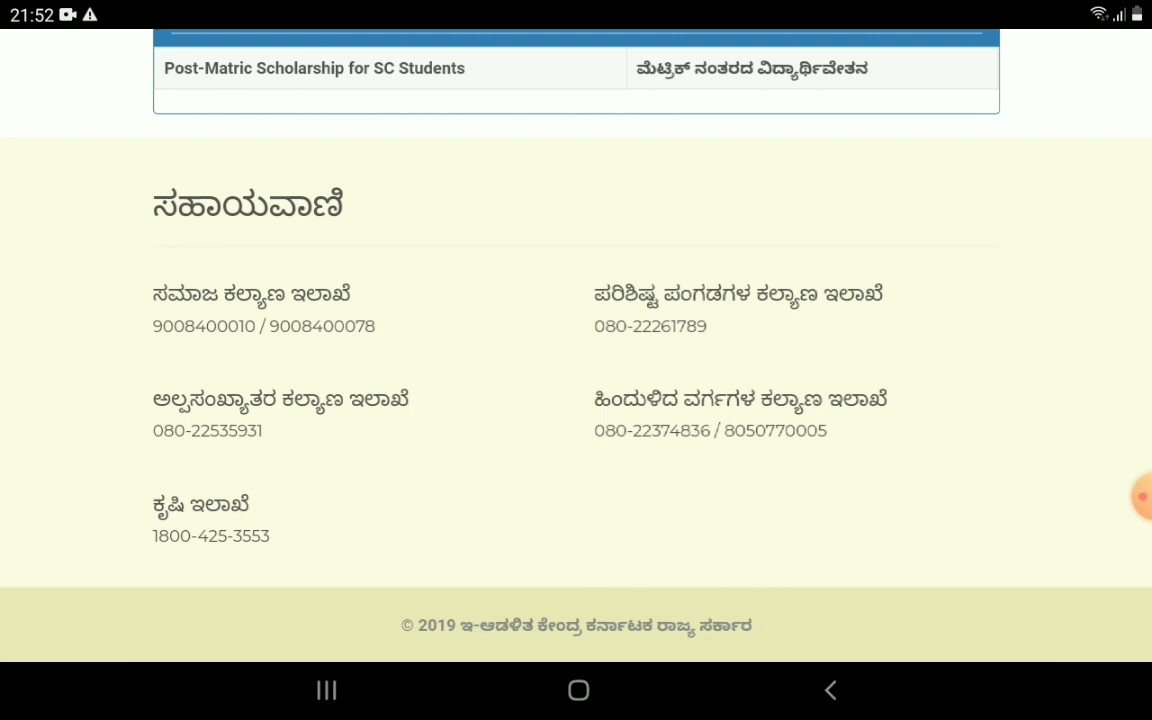 21:52
Post-Matric Scholarship for SC Students ಮೆಟ್ರಿಕ್ ನಂತರದ ವಿದ್ಯಾರ್ಥಿವೇತನ
ಸಹಾಯವಾಣಿ
ಸಮಾಜ ಕಲ್ಯಾಣ ಇಲಾಖೆ
9008400010 / 9008400078
ಪರಿಶಿಷ್ಟ ಪಂಗಡಗಳ ಕಲ್ಯಾಣ ಇಲಾಖೆ
080-22261789
ಅಲ್ಪಸಂಖ್ಯಾತರ ಕಲ್ಯಾಣ ಇಲಾಖೆ
080-22535931
ಹಿಂದುಳಿದ ವರ್ಗಗಳ ಕಲ್ಯಾಣ ಇಲಾಖೆ
080-22374836 / 8050770005
ಕೃಷಿ ಇಲಾಖೆ
1800-425-3553
© 2019 ಇ-ಆಡಳಿತ ಕೇಂದ್ರ ಕರ್ನಾಟಕ ರಾಜ್ಯ ಸರ್ಕಾರ